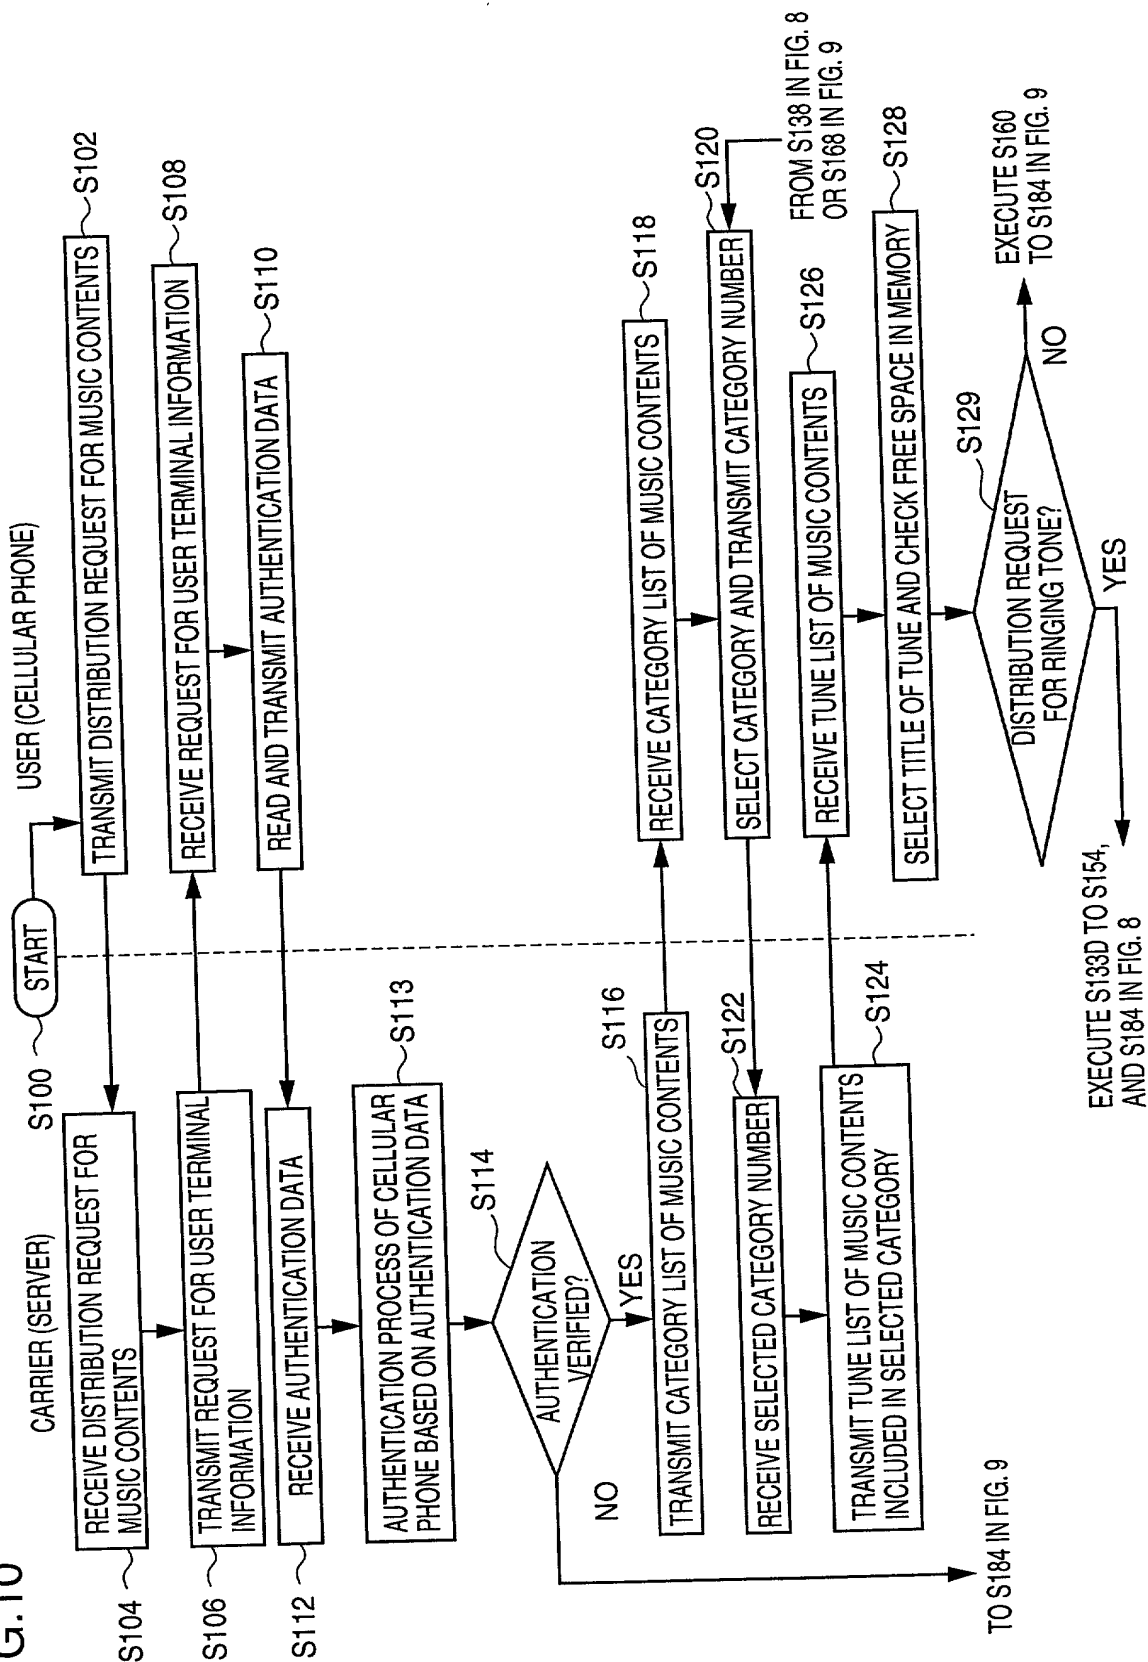 G.10
CARRIER (SERVER)
USER (CELLULAR PHONE)
S100
START
TRANSMIT DISTRIBUTION REQUEST FOR MUSIC CONTENTS
S102
S104
RECEIVE DISTRIBUTION REQUEST FOR
MUSIC CONTENTS
S106
TRANSMIT REQUEST FOR USER TERMINAL
INFORMATION
RECEIVE REQUEST FOR USER TERMINAL INFORMATION
S108
READ AND TRANSMIT AUTHENTICATION DATA
S110
S112
RECEIVE AUTHENTICATION DATA
AUTHENTICATION PROCESS OF CELLULAR
PHONE BASED ON AUTHENTICATION DATA
S113
S114
AUTHENTICATION
VERIFIED?
NO
YES
TO S184 IN FIG. 9
S116
TRANSMIT CATEGORY LIST OF MUSIC CONTENTS
RECEIVE CATEGORY LIST OF MUSIC CONTENTS
S118
SELECT CATEGORY AND TRANSMIT CATEGORY NUMBER
S120
FROM S138 IN FIG. 8
OR S168 IN FIG. 9
RECEIVE SELECTED CATEGORY NUMBER
S122
TRANSMIT TUNE LIST OF MUSIC CONTENTS
INCLUDED IN SELECTED CATEGORY
S124
RECEIVE TUNE LIST OF MUSIC CONTENTS
S126
SELECT TITLE OF TUNE AND CHECK FREE SPACE IN MEMORY
S128
S129
DISTRIBUTION REQUEST
FOR RINGING TONE?
NO
EXECUTE S160
TO S184 IN FIG. 9
YES
EXECUTE S133D TO S154,
AND S184 IN FIG. 8